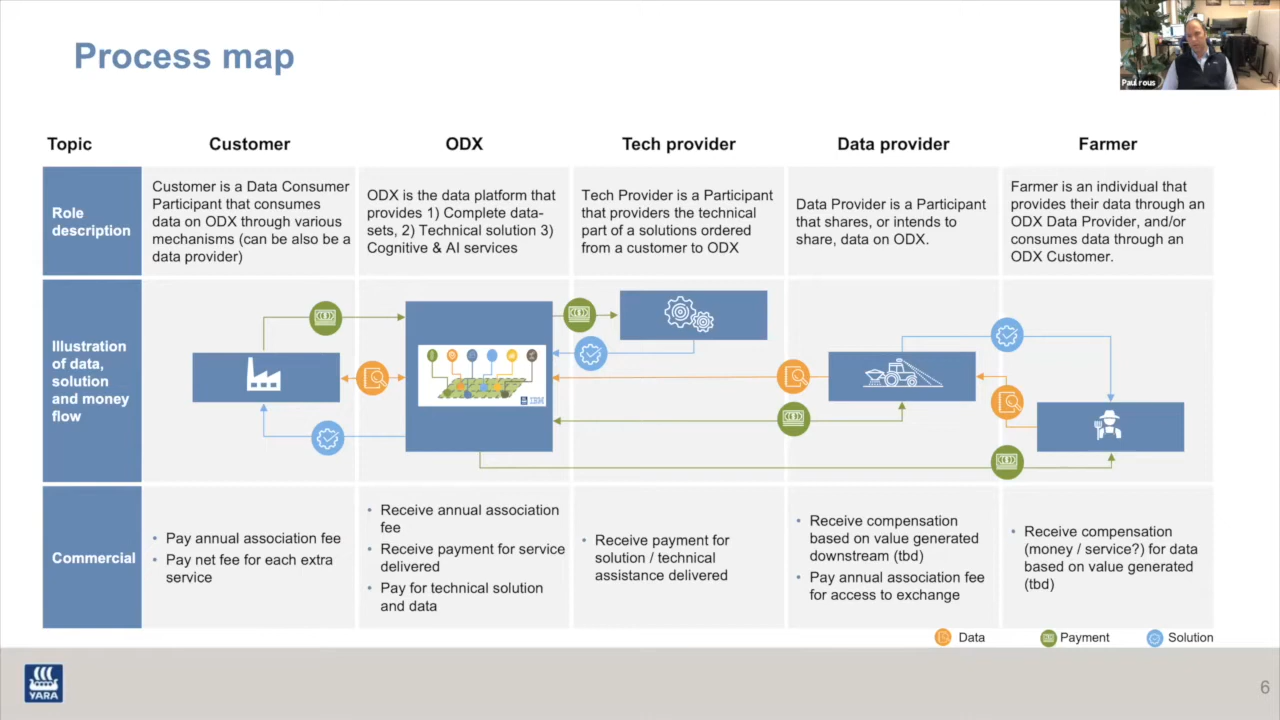 Process map
Paul rous
Topic
Customer
ODX
Tech provider
Data provider
Farmer
Role
description
Customer is a Data Consumer
Participant that consumes
data on ODX through various
mechanisms (can be also be a
data provider)
ODX is the data platform that
provides 1) Complete data-
sets, 2) Technical solution 3)
Cognitive & AI services
Tech Provider is a Participant
that providers the technical
part of a solutions ordered
from a customer to ODX
Data Provider is a Participant
that shares, or intends to
share, data on ODX.
Farmer is an individual that
provides their data through an
ODX Data Provider, and/or
consumes data through an
ODX Customer.
Illustration
of data,
solution
and money
flow
IBM
Commercial
• Pay annual association fee
• Pay net fee for each extra
service
• Receive annual association
fee
• Receive payment for service
delivered
• Pay for technical solution
and data
• Receive payment for
solution / technical
assistance delivered
• Receive compensation
based on value generated
downstream (tbd)
• Pay annual association fee
for access to exchange
• Receive compensation
(money / service?) for data
based on value generated
(tbd)
Data
Payment
Solution
YARA
6